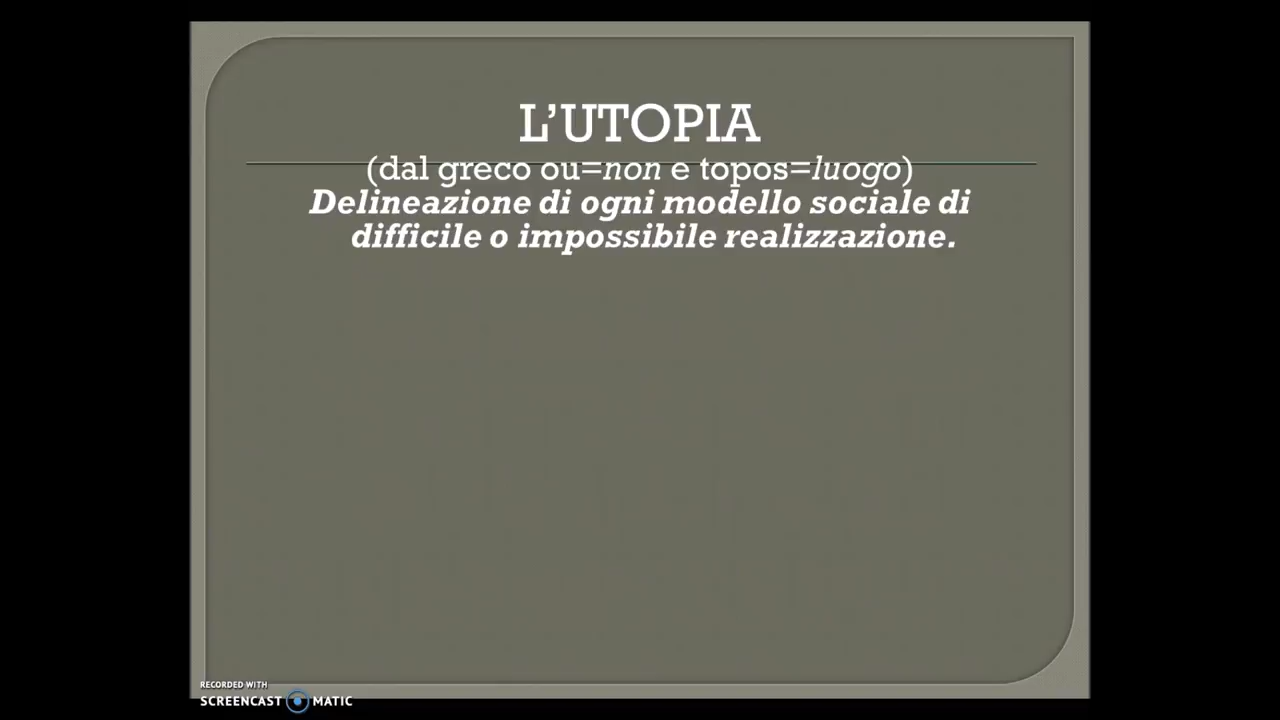 L’UTOPIA
(dal greco ou=non e topos=luogo)
Delineazione di ogni modello sociale di
difficile o impossibile realizzazione.
RECORDED WITH
SCREENCAST MATIC